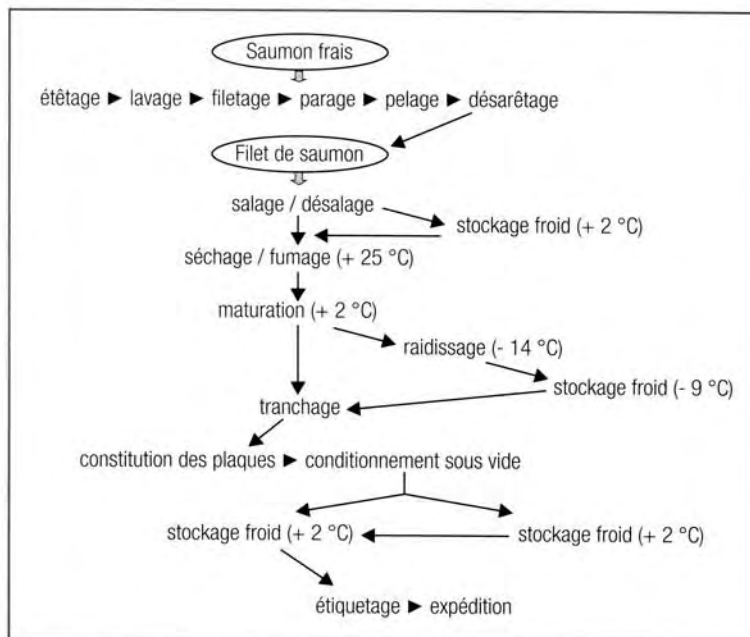 Saumon frais
étêtage ► lavage ► filetage ► parage ► pelage ► désarêtage
Filet de saumon
salage / désalage
stockage froid (+ 2 °C)
séchage / fumage (+ 25 °C)
maturation (+ 2 °C)
raidissage (- 14 °C)
stockage froid (- 9 °C)
tranchage
constitution des plaques ► conditionnement sous vide
stockage froid (+ 2 °C) stockage froid (+ 2 °C)
étiquetage ► expédition